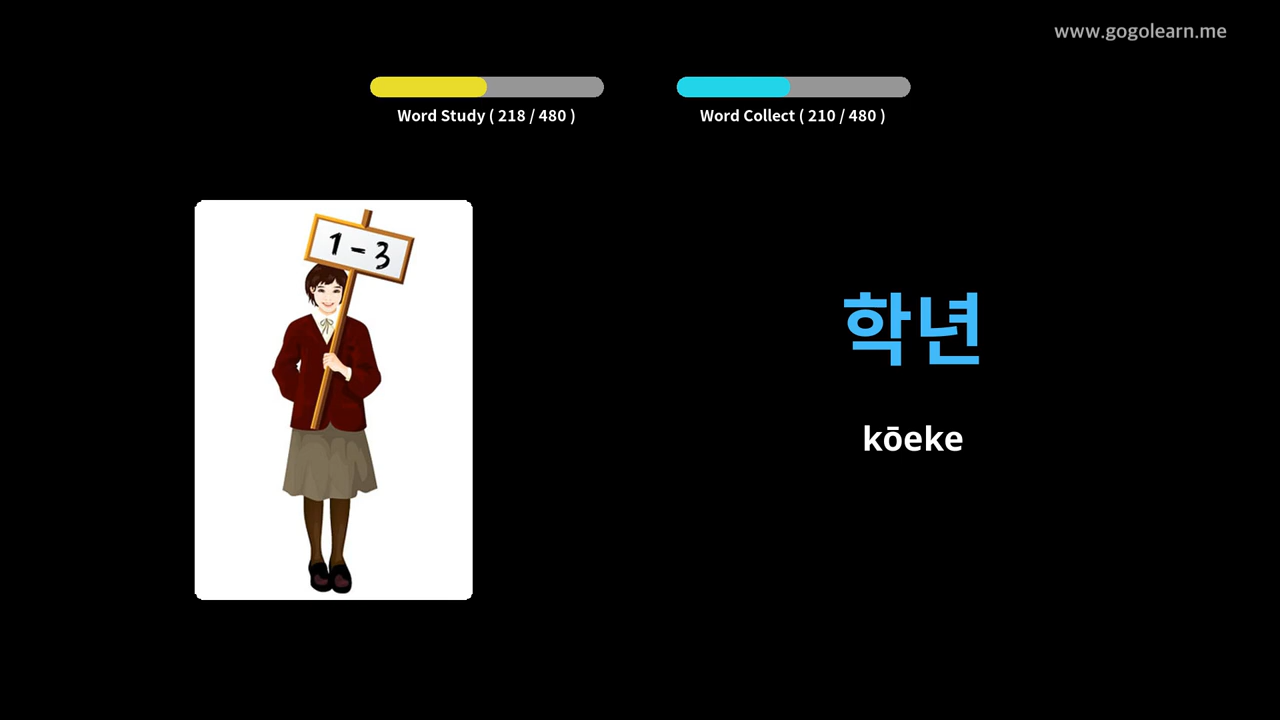 www.gogolearn.me
Word Study ( 218 / 480 )
Word Collect ( 210 / 480 )
1 - 3
학년
kōeke